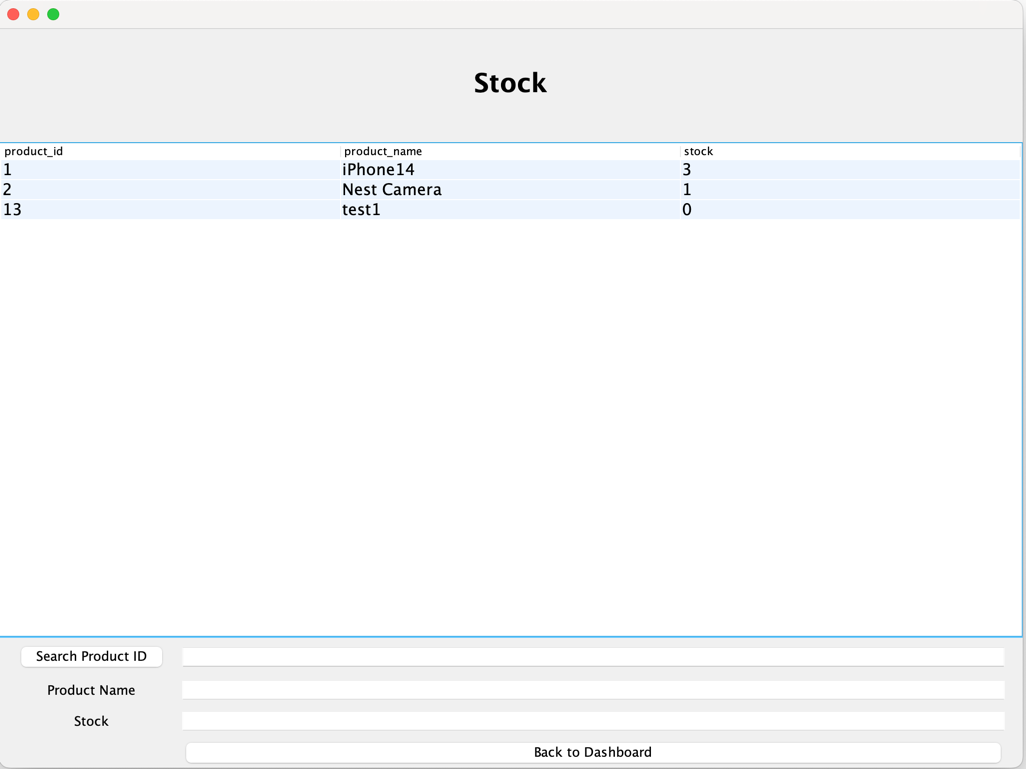 Stock
product_id product_name stock
1 iPhone14 3
2 Nest Camera 1
13 test1 0
Search Product ID
Product Name
Stock
Back to Dashboard